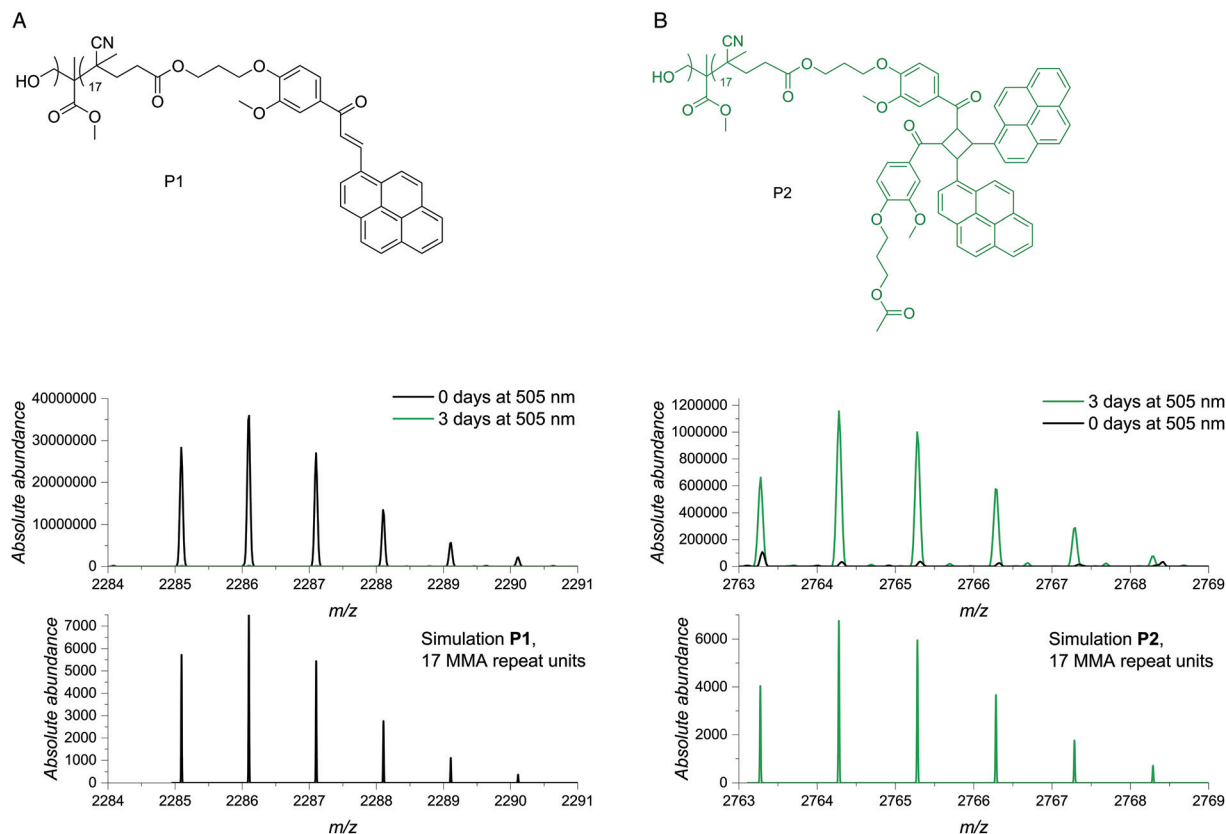 A
CN
HO
17
O
O
O
O
O
O
O
P1
B
CN
HO
17
O
O
O
O
O
O
O
O
P2
O
O
O
O
40000000
30000000
20000000
10000000
0
Absolute abundance
0 days at 505 nm
3 days at 505 nm
2284 2285 2286 2287 2288 2289 2290 2291
m/z
1200000
1000000
800000
600000
400000
200000
0
Absolute abundance
3 days at 505 nm
0 days at 505 nm
2763 2764 2765 2766 2767 2768 2769
m/z
7000
6000
5000
4000
3000
2000
1000
0
Absolute abundance
Simulation P1,
17 MMA repeat units
2284 2285 2286 2287 2288 2289 2290 2291
m/z
6000
4000
2000
0
Absolute abundance
Simulation P2,
17 MMA repeat units
2763 2764 2765 2766 2767 2768 2769
m/z